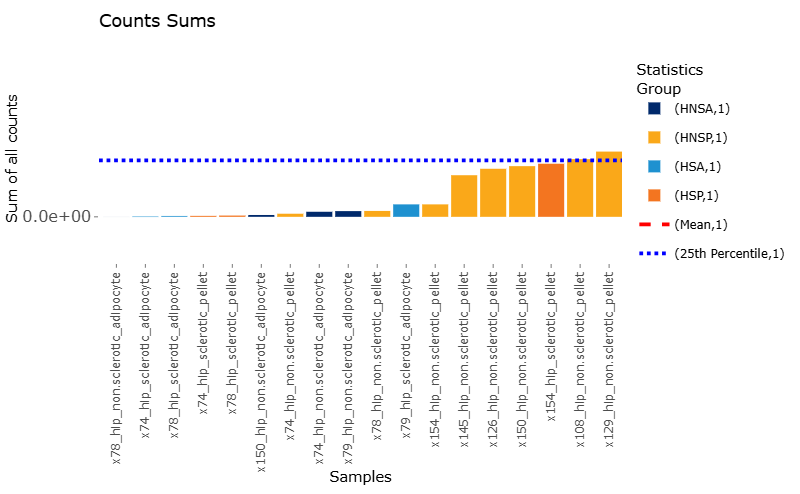 Counts Sums
Sum of all counts
0.0e+00
Statistics
Group
(HNSA,1)
(HNSP,1)
(HSA,1)
(HSP,1)
(Mean,1)
(25th Percentile,1)
x78_hip_non.sclerotic_adipocyte
x74_hip_sclerotic_adipocyte
x78_hip_sclerotic_adipocyte
x74_hip_sclerotic_pellet
x78_hip_sclerotic_pellet
x150_hip_non.sclerotic_adipocyte
x74_hip_non.sclerotic_pellet
x74_hip_non.sclerotic_adipocyte
x79_hip_non.sclerotic_adipocyte
x78_hip_non.sclerotic_pellet
x79_hip_sclerotic_adipocyte
x154_hip_non.sclerotic_pellet
x145_hip_non.sclerotic_pellet
x126_hip_non.sclerotic_pellet
x150_hip_non.sclerotic_pellet
x154_hip_sclerotic_pellet
x108_hip_non.sclerotic_pellet
x129_hip_non.sclerotic_pellet
Samples